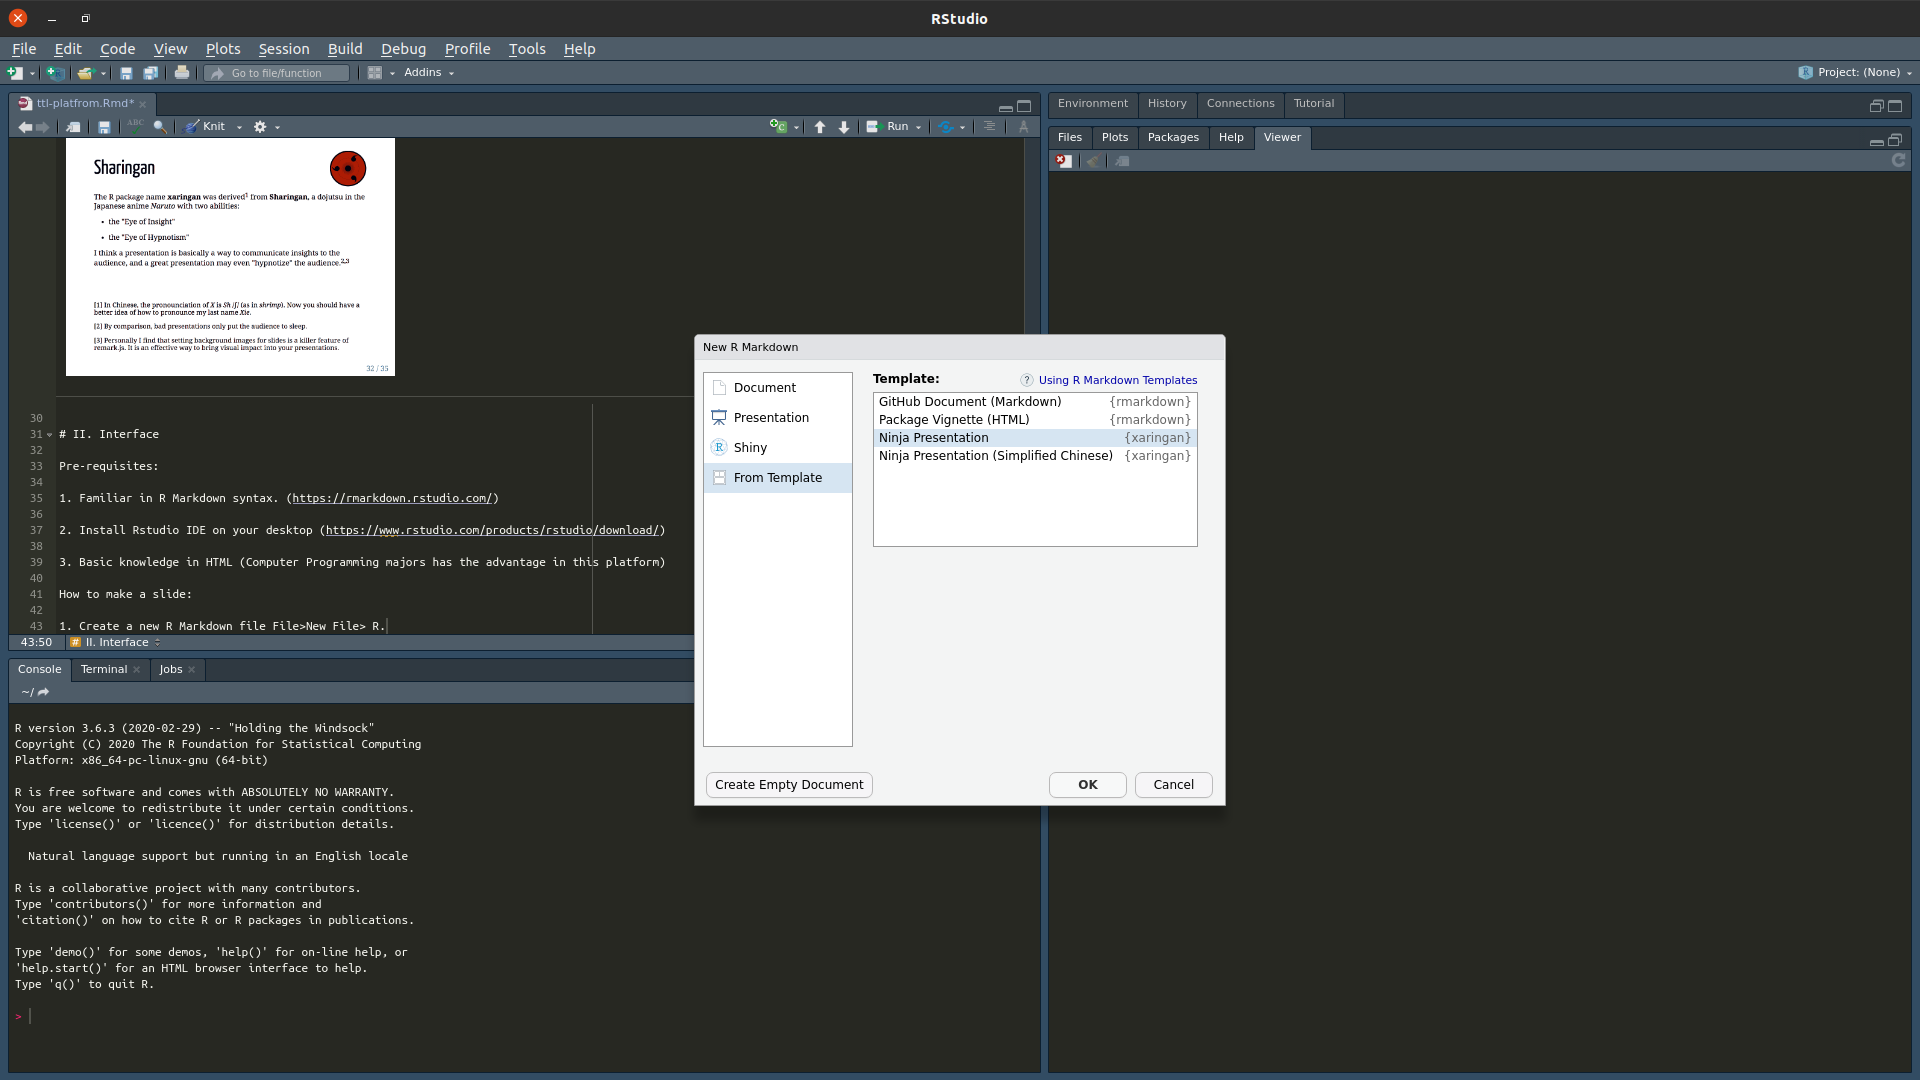 RStudio
File Edit Code View Plots Session Build Debug Profile Tools Help
Go to file/function
Addins
Project: (None)
ttl-platfrom.Rmd*
ABC
Knit
Run
Sharingan
The R package name xaringan was derived1 from Sharingan, a dojutsu in the
Japanese anime Naruto with two abilities:
• the "Eye of Insight"
• the "Eye of Hypnotism"
I think a presentation is basically a way to communicate insights to the
audience, and a great presentation may even "hypnotize" the audience.2,3
[1] In Chinese, the pronounciation of X is Sh /ʃ/ (as in shrimp). Now you should have a
better idea of how to pronounce my last name Xie.
[2] By comparison, bad presentations only put the audience to sleep.
[3] Personally I find that setting background images for slides is a killer feature of
remark.js. It is an effective way to bring visual impact into your presentations.
32 / 35
30
31 # II. Interface
32
33 Pre-requisites:
34
35 1. Familiar in R Markdown syntax. (https://rmarkdown.rstudio.com/)
36
37 2. Install Rstudio IDE on your desktop (https://www.rstudio.com/products/rstudio/download/)
38
39 3. Basic knowledge in HTML (Computer Programming majors has the advantage in this platform)
40
41 How to make a slide:
42
43 1. Create a new R Markdown file File>New File> R.
43:50 # II. Interface
Console Terminal Jobs
~/
R version 3.6.3 (2020-02-29) -- "Holding the Windsock"
Copyright (C) 2020 The R Foundation for Statistical Computing
Platform: x86_64-pc-linux-gnu (64-bit)
R is free software and comes with ABSOLUTELY NO WARRANTY.
You are welcome to redistribute it under certain conditions.
Type 'license()' or 'licence()' for distribution details.
Natural language support but running in an English locale
R is a collaborative project with many contributors.
Type 'contributors()' for more information and
'citation()' on how to cite R or R packages in publications.
Type 'demo()' for some demos, 'help()' for on-line help, or
'help.start()' for an HTML browser interface to help.
Type 'q()' to quit R.
>
New R Markdown
Document
Presentation
R Shiny
From Template
Template:
? Using R Markdown Templates
GitHub Document (Markdown) {rmarkdown}
Package Vignette (HTML) {rmarkdown}
Ninja Presentation {xaringan}
Ninja Presentation (Simplified Chinese) {xaringan}
Create Empty Document
OK
Cancel
Environment History Connections Tutorial
Files Plots Packages Help Viewer